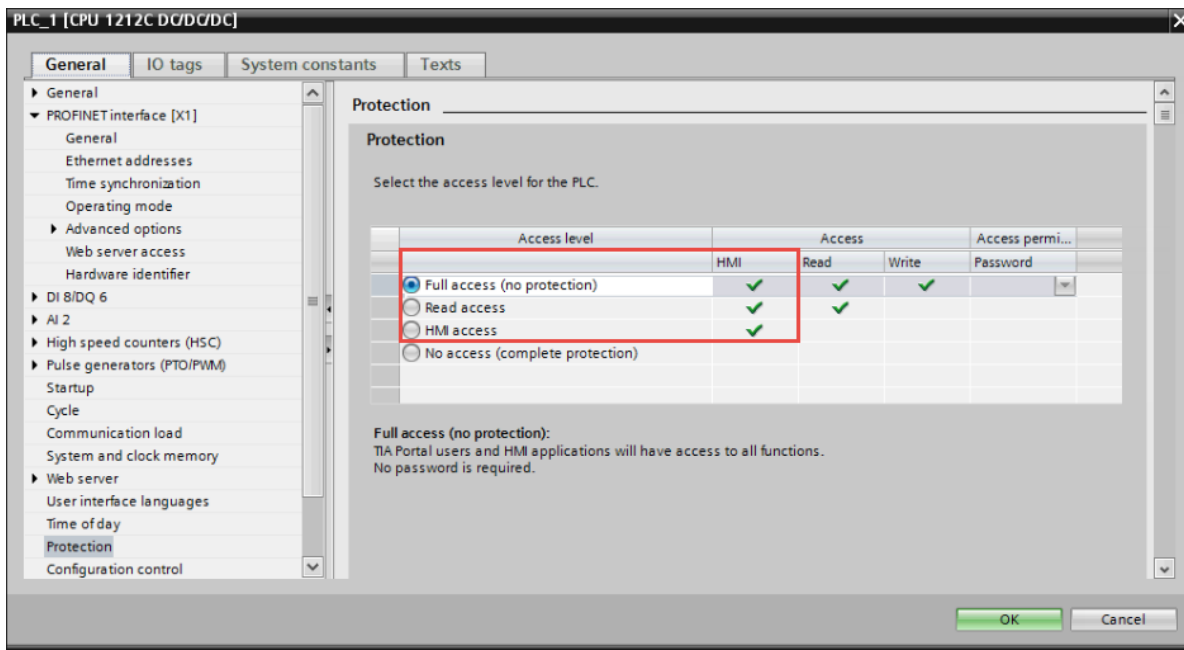 PLC_1 [CPU 1212C DC/DC/DC]
General IO tags System constants Texts
General
PROFINET interface [X1]
General
Ethernet addresses
Time synchronization
Operating mode
Advanced options
Web server access
Hardware identifier
DI 8/DQ 6
AI 2
High speed counters (HSC)
Pulse generators (PTO/PWM)
Startup
Cycle
Communication load
System and clock memory
Web server
User interface languages
Time of day
Protection
Configuration control
Protection
Protection
Select the access level for the PLC.
Access level Access Access permi...
HMI Read Write Password
Full access (no protection)
Read access
HMI access
No access (complete protection)
Full access (no protection):
TIA Portal users and HMI applications will have access to all functions.
No password is required.
OK Cancel